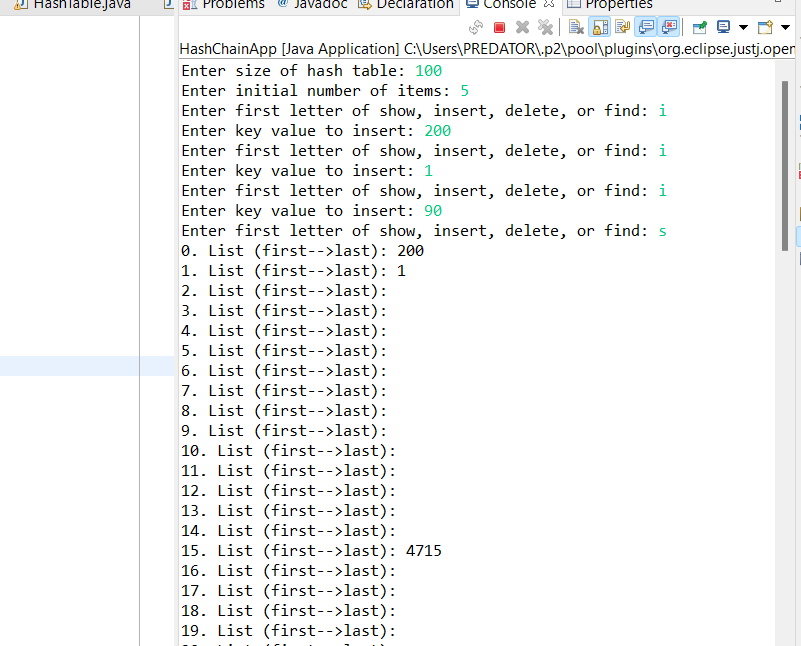 HashTable.java
Problems @ Javadoc Declaration Console Properties
HashChainApp [Java Application] C:\Users\PREDATOR\.p2\pool\plugins\org.eclipse.justj.open
Enter size of hash table: 100
Enter initial number of items: 5
Enter first letter of show, insert, delete, or find: i
Enter key value to insert: 200
Enter first letter of show, insert, delete, or find: i
Enter key value to insert: 1
Enter first letter of show, insert, delete, or find: i
Enter key value to insert: 90
Enter first letter of show, insert, delete, or find: s
0. List (first-->last): 200
1. List (first-->last): 1
2. List (first-->last):
3. List (first-->last):
4. List (first-->last):
5. List (first-->last):
6. List (first-->last):
7. List (first-->last):
8. List (first-->last):
9. List (first-->last):
10. List (first-->last):
11. List (first-->last):
12. List (first-->last):
13. List (first-->last):
14. List (first-->last):
15. List (first-->last): 4715
16. List (first-->last):
17. List (first-->last):
18. List (first-->last):
19. List (first-->last):